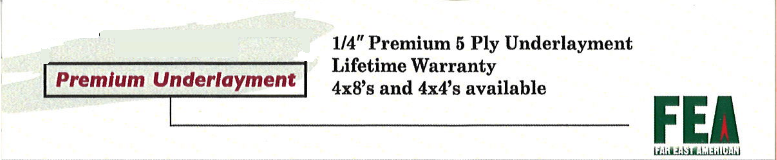 Premium Underlayment
1/4" Premium 5 Ply Underlayment
Lifetime Warranty
4x8's and 4x4's available
FEA
FAR EAST AMERICAN